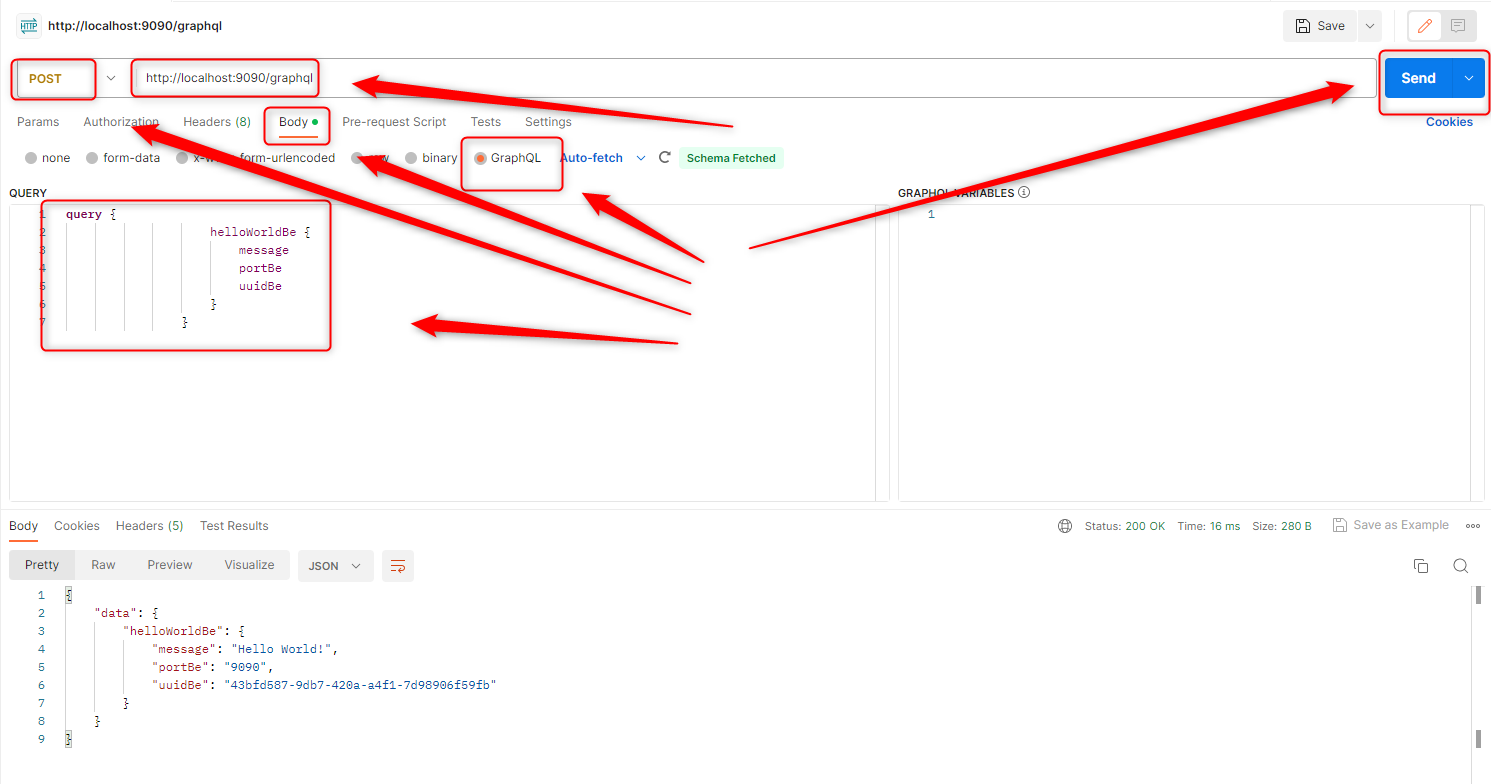 HTTP http://localhost:9090/graphql Save
POST http://localhost:9090/graphql Send
Params Authorization Headers (8) Body Pre-request Script Tests Settings Cookies
none form-data form-urlencoded binary GraphQL Auto-fetch Schema Fetched
QUERY GRAPHQL VARIABLES
1 query {
2 helloWorldBe {
3 message
4 portBe
5 uuidBe
6 }
7 }
1
Body Cookies Headers (5) Test Results Status: 200 OK Time: 16 ms Size: 280 B Save as Example
Pretty Raw Preview Visualize JSON
1 {
2 "data": {
3 "helloWorldBe": {
4 "message": "Hello World!",
5 "portBe": "9090",
6 "uuidBe": "43bfd587-9db7-420a-a4f1-7d98906f59fb"
7 }
8 }
9 }